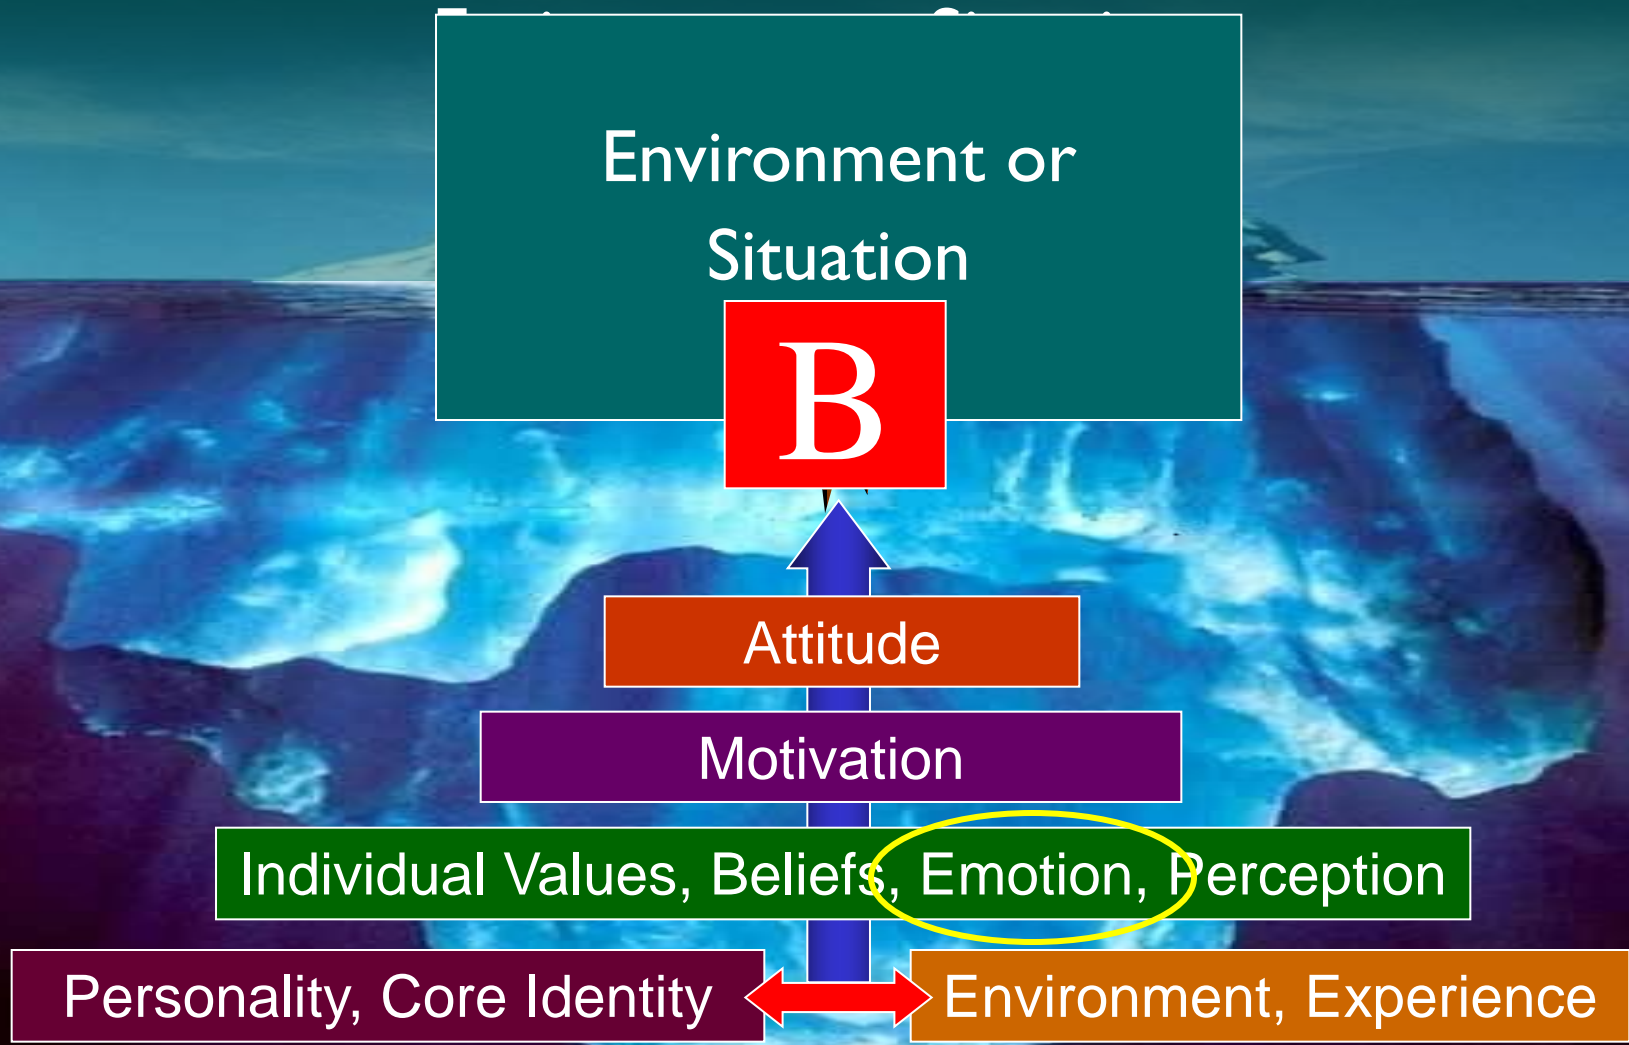 Environment or
Situation
B
Attitude
Motivation
Individual Values, Beliefs, Emotion, Perception
Personality, Core Identity
Environment, Experience